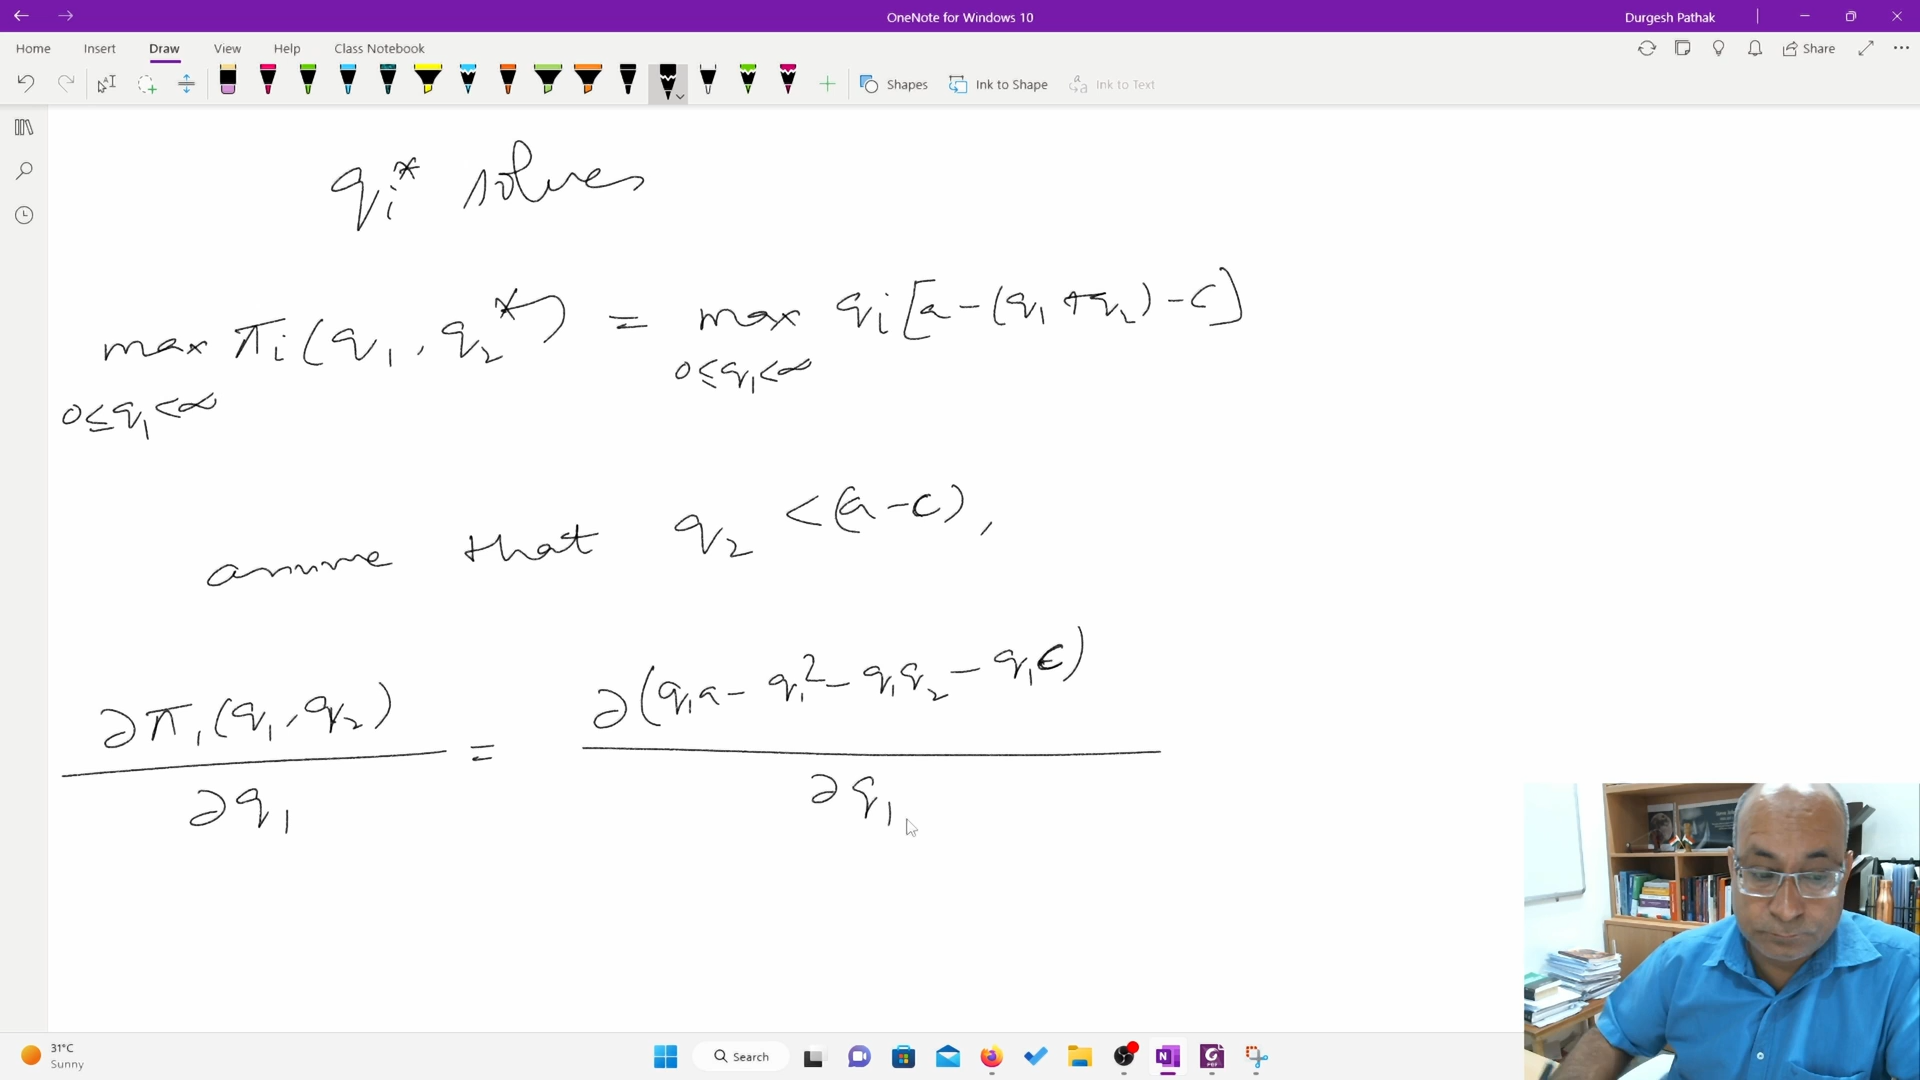 OneNote for Windows 10
Durgesh Pathak
Home Insert Draw View Help Class Notebook
Share
Shapes Ink to Shape Ink to Text
qᵢ* solves
max πᵢ(q₁, q₂*) = max qᵢ[a-(q₁+q₂)-c]
0≤q₁<∞ 0≤q₁<∞
assume that q₂ <(a-c),
∂π₁(q₁,q₂) = ∂(q₁a- q₁²-q₁q₂-q₁c)
∂q₁ ∂q₁
31°C
Sunny
Search